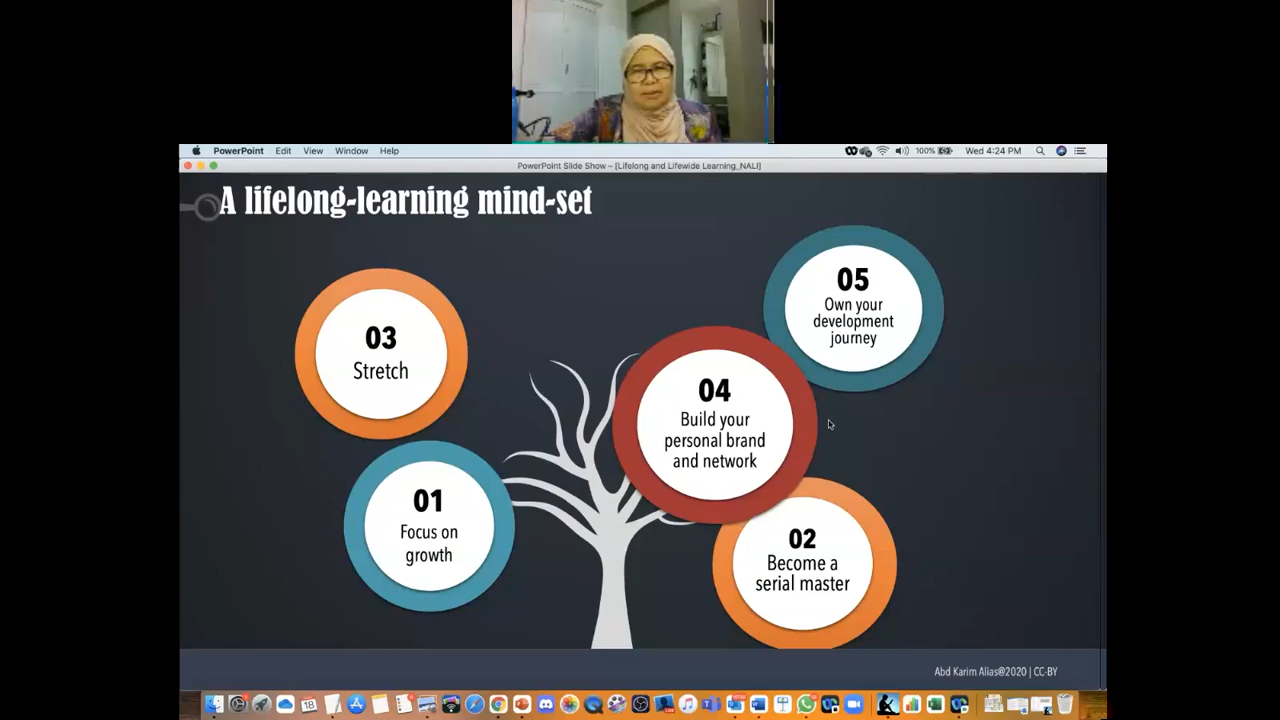 PowerPoint Edit View Window Help
100% Wed 4:24 PM
PowerPoint Slide Show – [Lifelong and Lifewide Learning_NALI]
A lifelong-learning mind-set
05
Own your
development
journey
03
Stretch
04
Build your
personal brand
and network
01
Focus on
growth
02
Become a
serial master
Abd Karim Alias@2020 | CC-BY
18